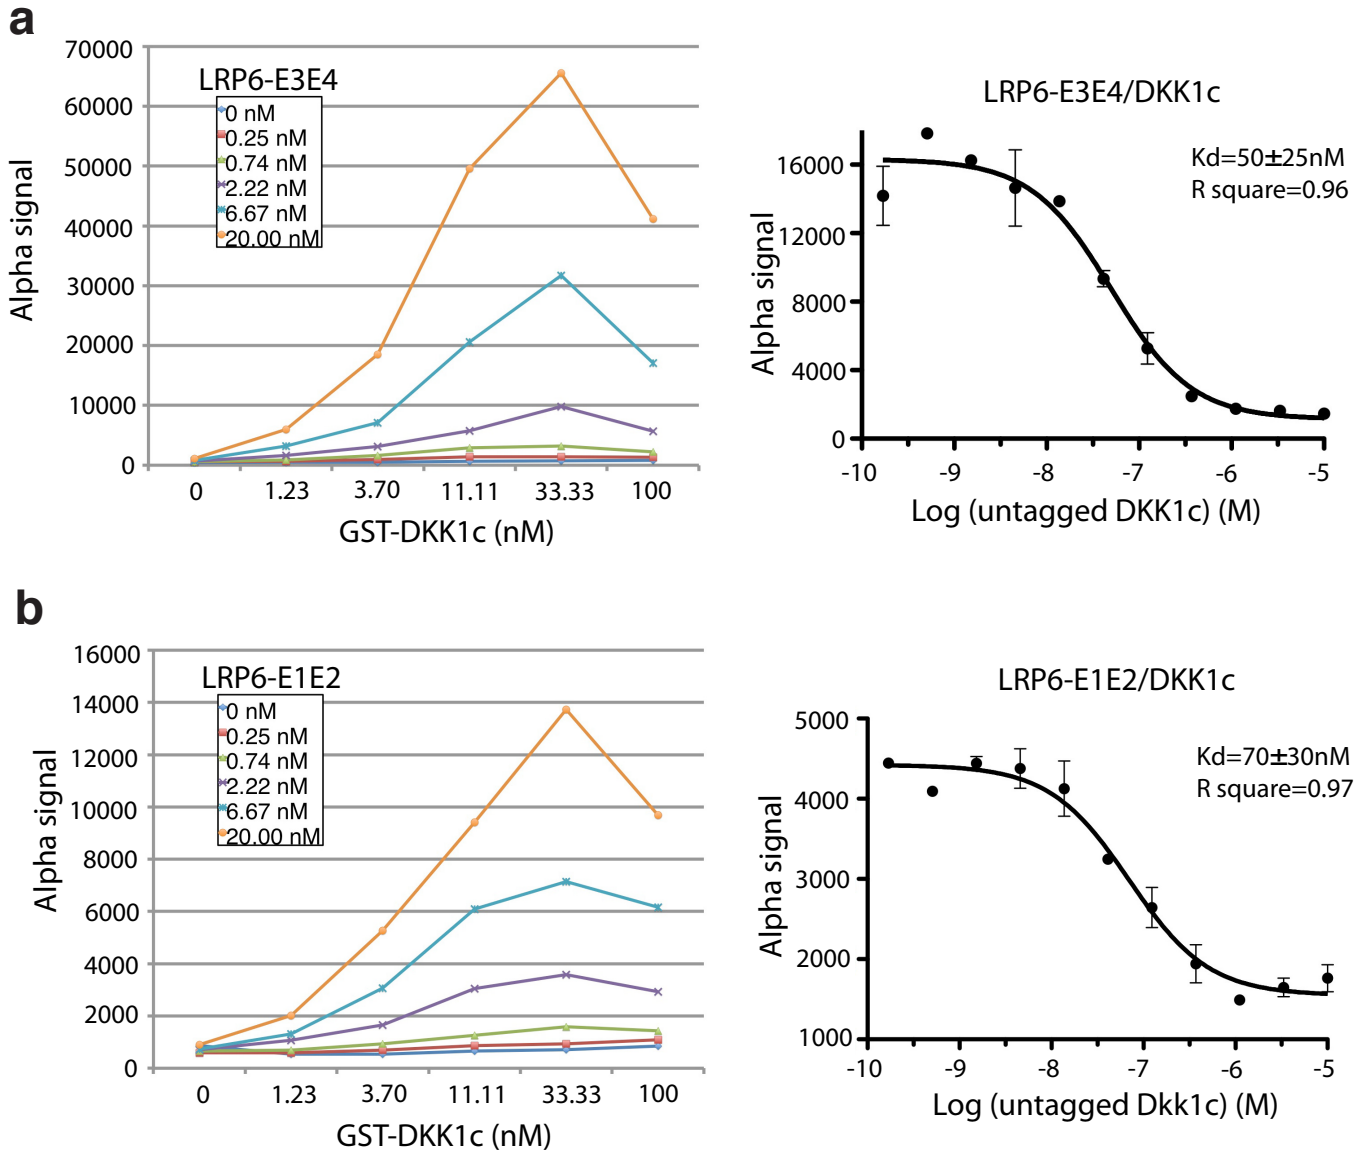 a
70000
60000
50000
40000
30000
20000
10000
0
Alpha signal
LRP6-E3E4
0 nM
0.25 nM
0.74 nM
2.22 nM
6.67 nM
20.00 nM
0 1.23 3.70 11.11 33.33 100
GST-DKK1c (nM)
LRP6-E3E4/DKK1c
Kd=50±25nM
R square=0.96
16000
12000
8000
4000
0
Alpha signal
-10 -9 -8 -7 -6 -5
Log (untagged DKK1c) (M)
b
16000
14000
12000
10000
8000
6000
4000
2000
0
Alpha signal
LRP6-E1E2
0 nM
0.25 nM
0.74 nM
2.22 nM
6.67 nM
20.00 nM
0 1.23 3.70 11.11 33.33 100
GST-DKK1c (nM)
LRP6-E1E2/DKK1c
Kd=70±30nM
R square=0.97
5000
4000
3000
2000
1000
Alpha signal
-10 -9 -8 -7 -6 -5
Log (untagged Dkk1c) (M)